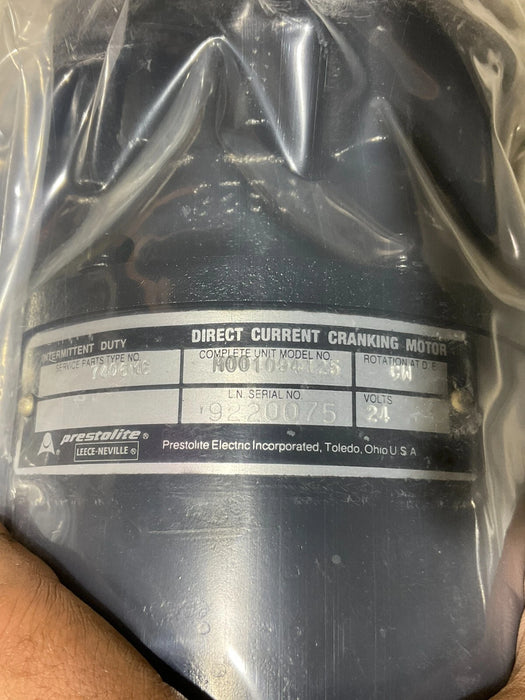 DIRECT CURRENT CRANKING MOTOR
INTERMITTENT DUTY
SERVICE PARTS TYPE NO. COMPLETE UNIT MODEL NO. ROTATION AT D E
CW
L.N. SERIAL NO. VOLTS
9220075 24
prestolite®
LEECE-NEVILLE® Prestolite Electric Incorporated, Toledo, Ohio U S A